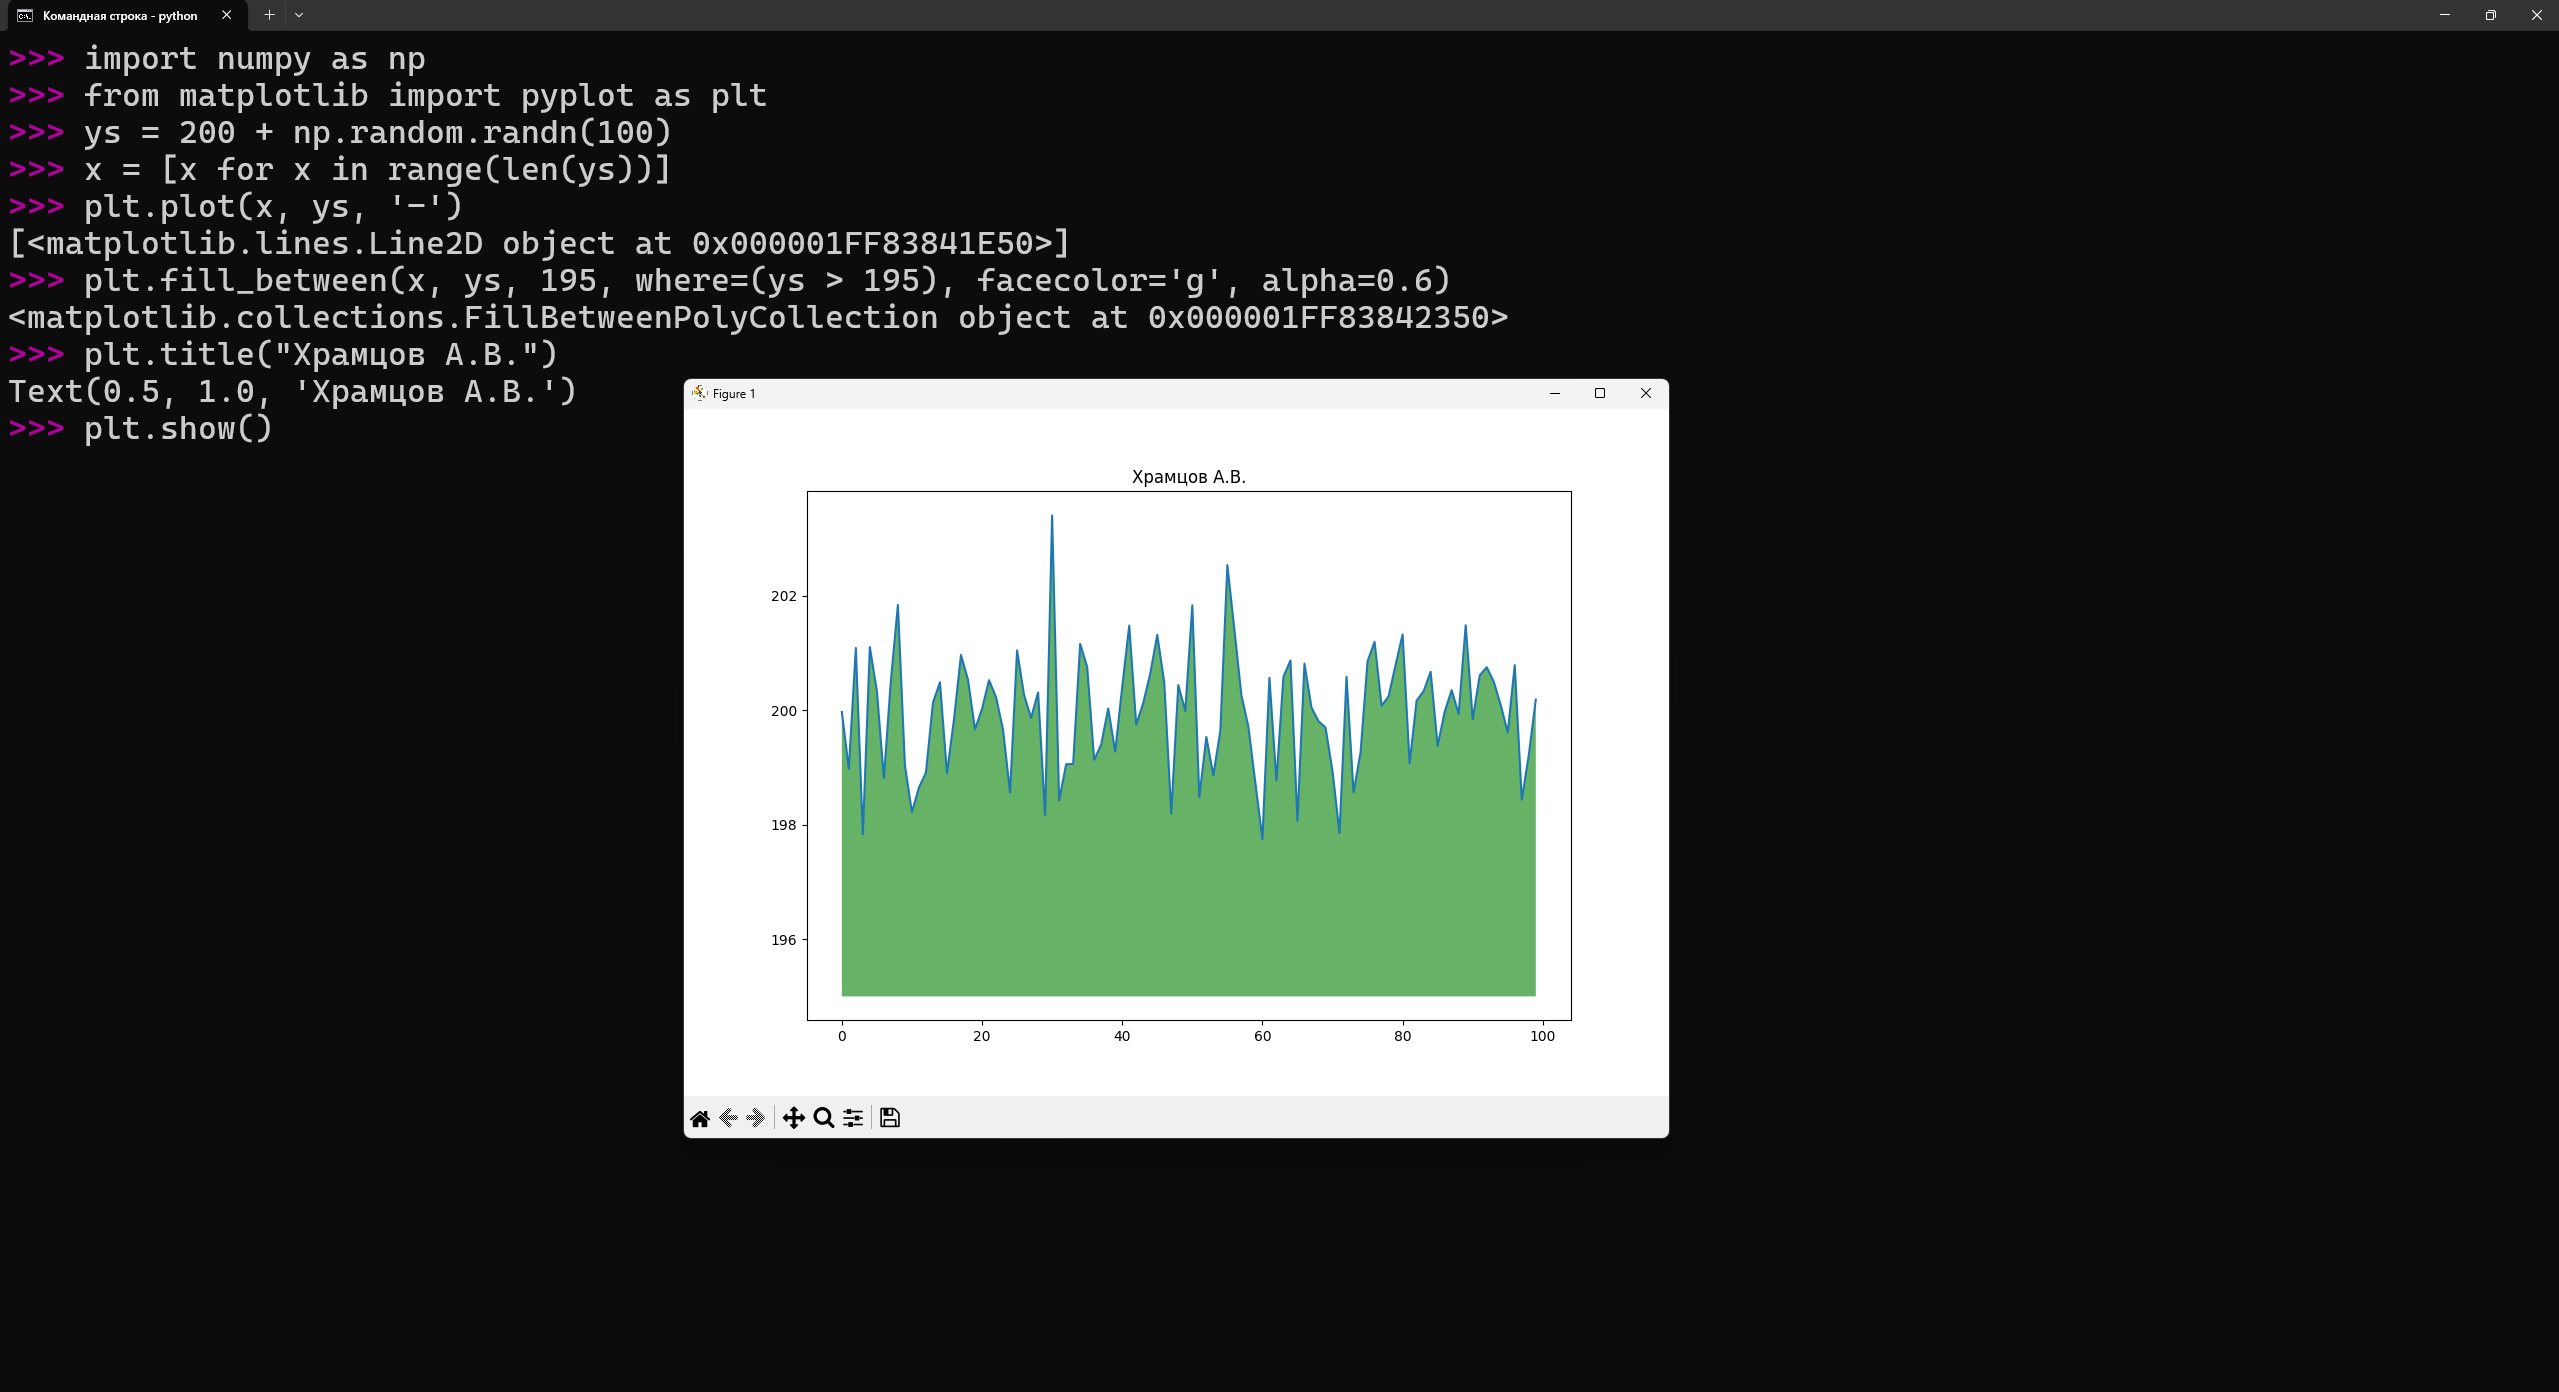 Командная строка - python
>>> import numpy as np
>>> from matplotlib import pyplot as plt
>>> ys = 200 + np.random.randn(100)
>>> x = [x for x in range(len(ys))]
>>> plt.plot(x, ys, '-')
[<matplotlib.lines.Line2D object at 0x000001FF83841E50>]
>>> plt.fill_between(x, ys, 195, where=(ys > 195), facecolor='g', alpha=0.6)
<matplotlib.collections.FillBetweenPolyCollection object at 0x000001FF83842350>
>>> plt.title("Храмцов А.В.")
Text(0.5, 1.0, 'Храмцов А.В.')
>>> plt.show()
Figure 1
Храмцов А.В.
202
200
198
196
0 20 40 60 80 100